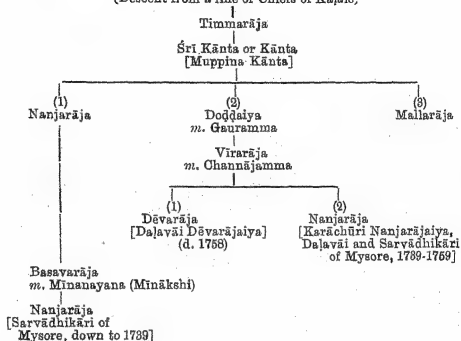 (Descent from a line of Chiefs of Kaḷale)
Timmarāja
Śrī Kānta or Kānta
[Muppina Kānta]
(1) (2) (3)
Nanjarāja Doḍḍaiya Mallarāja
m. Gauramma
Vīrarāja
m. Channājamma
(1) (2)
Dēvarāja Nanjarāja
[Daḷavāi Dēvarājaiya] [Karāchūri Nanjarājaiya,
(d. 1758) Daḷavāi and Sarvādhikāri
of Mysore, 1739-1759]
Basavarāja
m. Mīnanayana (Mīnākshi)
Nanjarāja
[Sarvādhikāri of
Mysore, down to 1739]